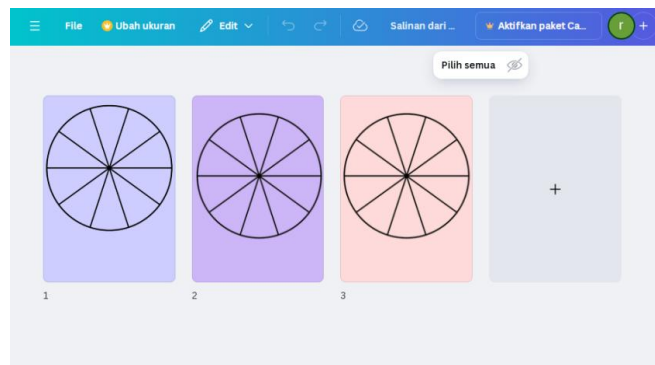 File Ubah ukuran Edit Salinan dari ... Aktifkan paket Ca... r +
Pilih semua
+
1 2 3